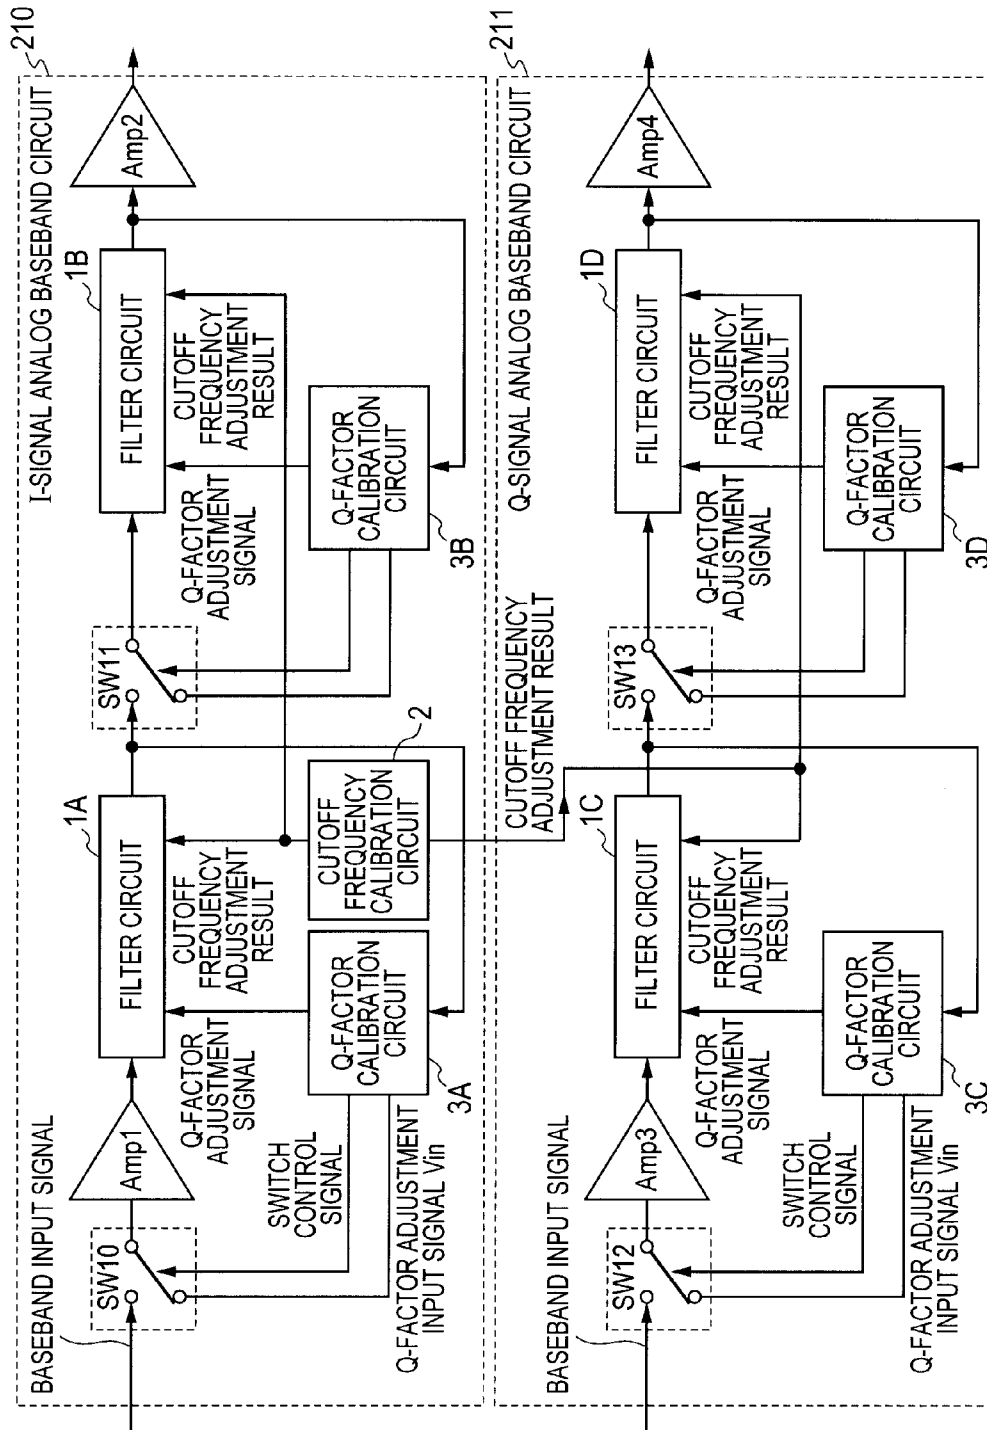 I-SIGNAL ANALOG BASEBAND CIRCUIT
210
BASEBAND INPUT SIGNAL
SW10
Amp1
FILTER CIRCUIT
1A
SW11
FILTER CIRCUIT
1B
Amp2
Q-FACTOR
ADJUSTMENT
SIGNAL
CUTOFF
FREQUENCY
ADJUSTMENT
RESULT
Q-FACTOR
ADJUSTMENT
SIGNAL
CUTOFF
FREQUENCY
ADJUSTMENT
RESULT
SWITCH
CONTROL
SIGNAL
Q-FACTOR ADJUSTMENT
INPUT SIGNAL Vin
Q-FACTOR
CALIBRATION
CIRCUIT
3A
CUTOFF
FREQUENCY
CALIBRATION
CIRCUIT
2
Q-FACTOR
CALIBRATION
CIRCUIT
3B
CUTOFF FREQUENCY
ADJUSTMENT RESULT
Q-SIGNAL ANALOG BASEBAND CIRCUIT
211
BASEBAND INPUT SIGNAL
SW12
Amp3
FILTER CIRCUIT
1C
SW13
FILTER CIRCUIT
1D
Amp4
Q-FACTOR
ADJUSTMENT
SIGNAL
CUTOFF
FREQUENCY
ADJUSTMENT
RESULT
Q-FACTOR
ADJUSTMENT
SIGNAL
CUTOFF
FREQUENCY
ADJUSTMENT
RESULT
SWITCH
CONTROL
SIGNAL
Q-FACTOR ADJUSTMENT
INPUT SIGNAL Vin
Q-FACTOR
CALIBRATION
CIRCUIT
3C
Q-FACTOR
CALIBRATION
CIRCUIT
3D